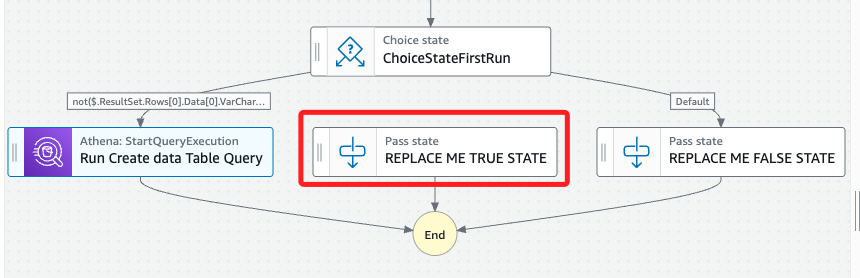 Choice state
ChoiceStateFirstRun
not($.ResultSet.Rows[0].Data[0].VarChar...
Default
Athena: StartQueryExecution
Run Create data Table Query
Pass state
REPLACE ME TRUE STATE
Pass state
REPLACE ME FALSE STATE
End